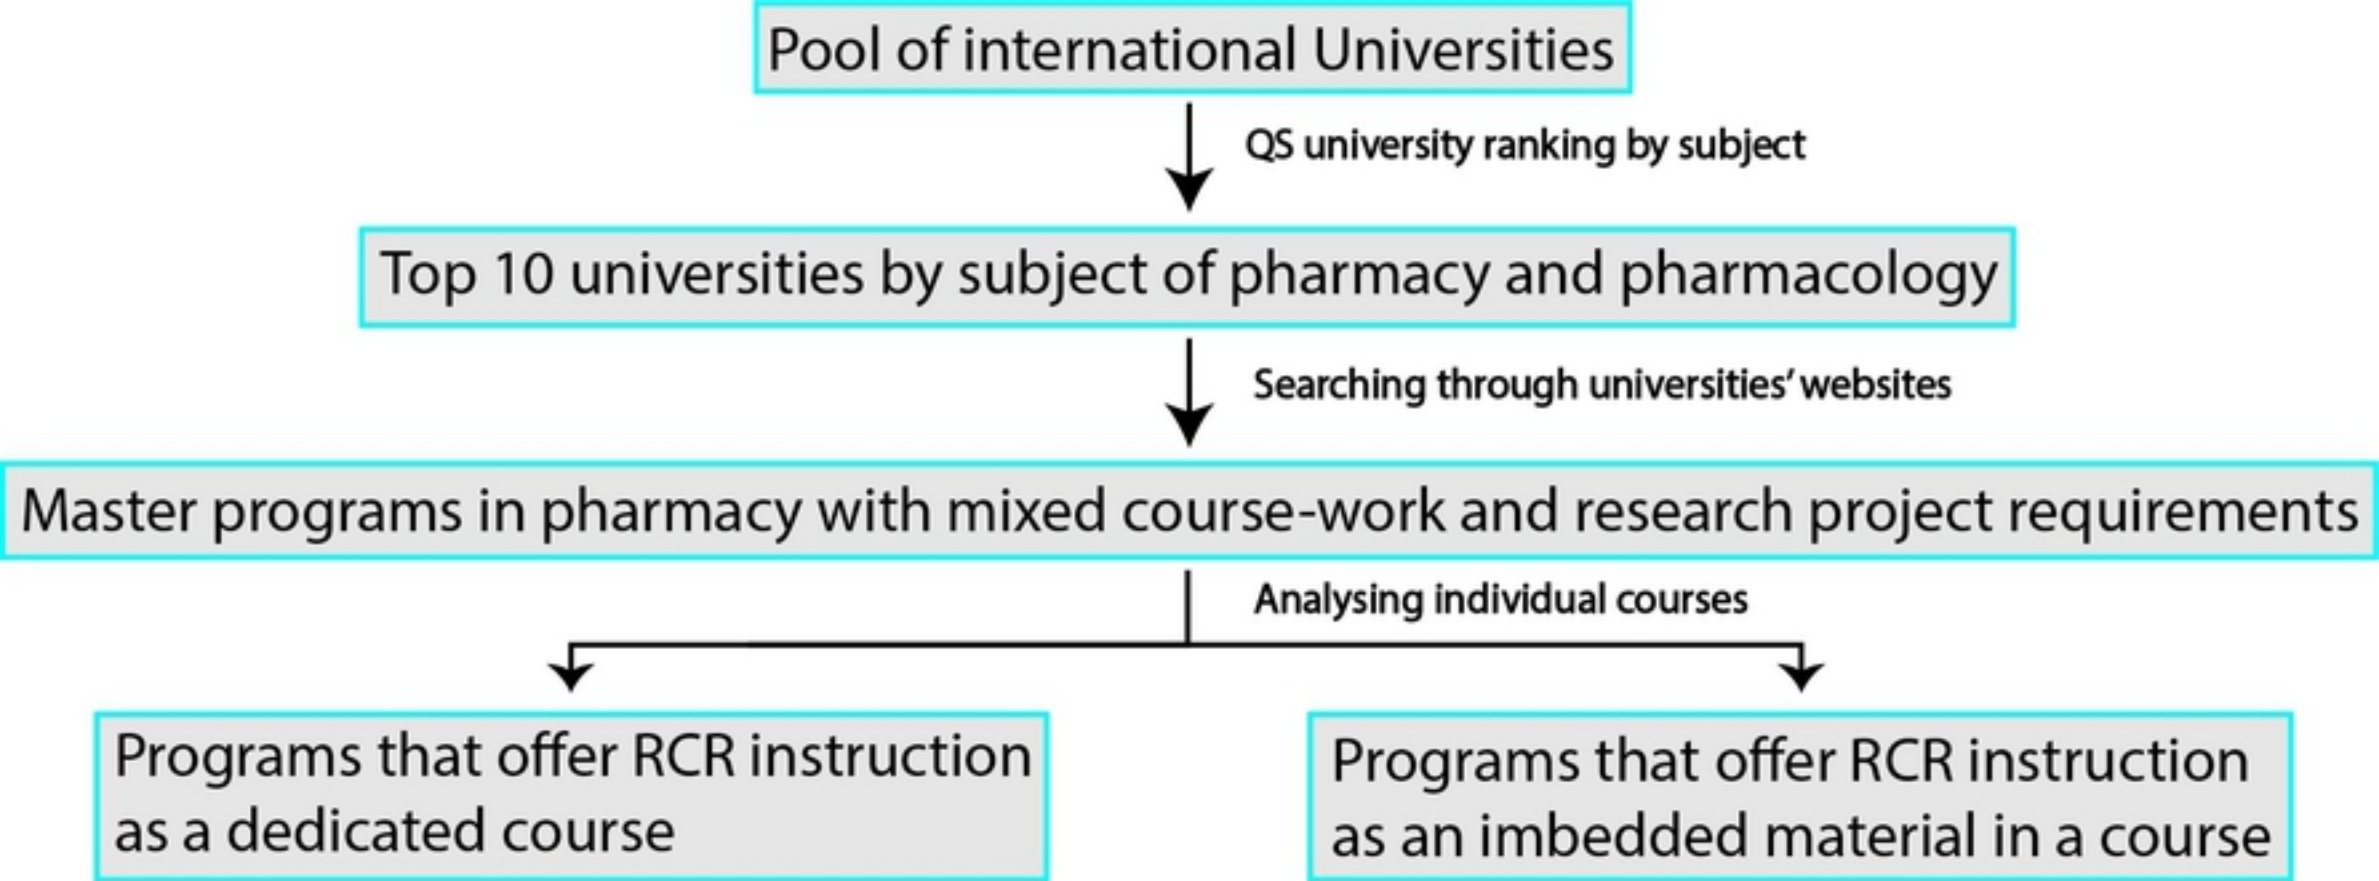 Pool of international Universities
QS university ranking by subject
Top 10 universities by subject of pharmacy and pharmacology
Searching through universities’ websites
Master programs in pharmacy with mixed course-work and research project requirements
Analysing individual courses
Programs that offer RCR instruction
as a dedicated course
Programs that offer RCR instruction
as an imbedded material in a course